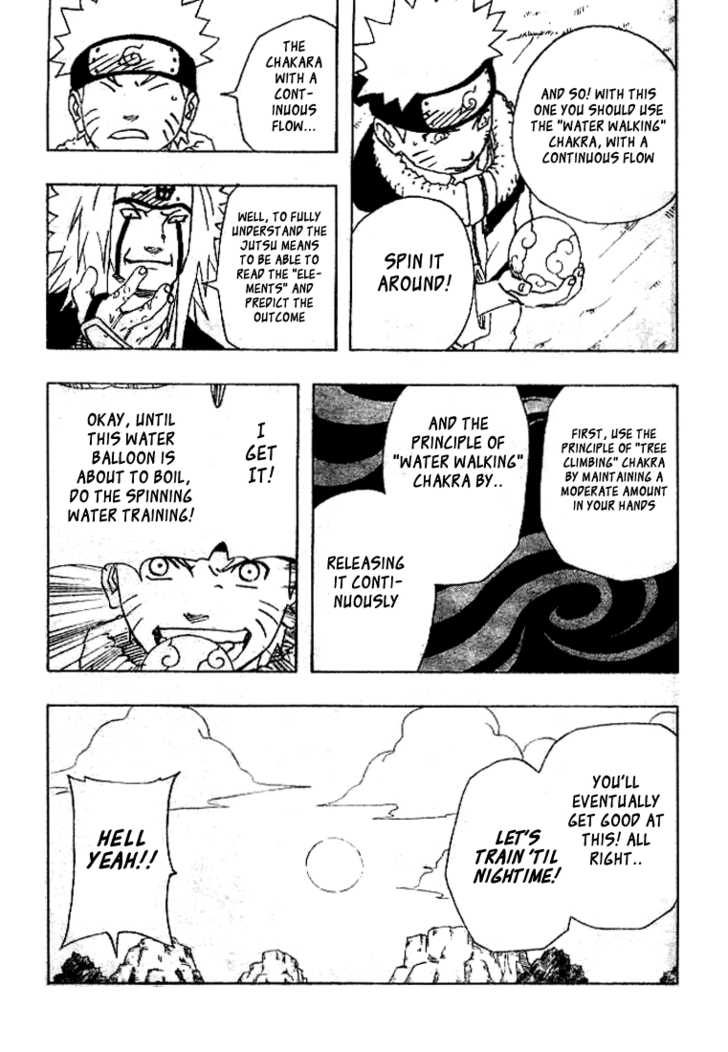 AND SO! WITH THIS
ONE YOU SHOULD USE
THE "WATER WALKING"
CHAKRA, WITH A
CONTINUOUS FLOW
SPIN IT
AROUND!
THE
CHAKARA
WITH A
CONT-
INUOUS
FLOW...
WELL, TO FULLY
UNDERSTAND THE
JUTSU MEANS
TO BE ABLE TO
READ THE "ELE-
MENTS" AND
PREDICT THE
OUTCOME
FIRST, USE THE
PRINCIPLE OF "TREE
CLIMBING" CHAKRA
BY MAINTAINING A
MODERATE AMOUNT
IN YOUR HANDS
AND THE
PRINCIPLE OF
"WATER WALKING"
CHAKRA BY..
RELEASING
IT CONTI-
NUOUSLY
I
GET
IT!
OKAY, UNTIL
THIS WATER
BALLOON IS
ABOUT TO BOIL,
DO THE SPINNING
WATER TRAINING!
YOU'LL
EVENTUALLY
GET GOOD AT
THIS! ALL
RIGHT..
LET'S
TRAIN 'TIL
NIGHTIME!
HELL
YEAH!!